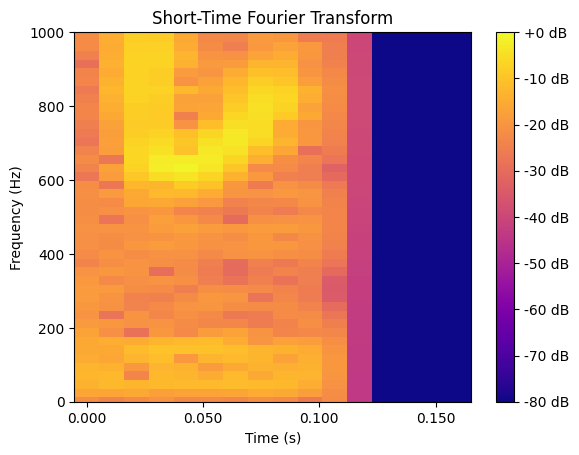 Short-Time Fourier Transform
Frequency (Hz)
1000
800
600
400
200
0
0.000
0.050
0.100
0.150
Time (s)
+0 dB
-10 dB
-20 dB
-30 dB
-40 dB
-50 dB
-60 dB
-70 dB
-80 dB